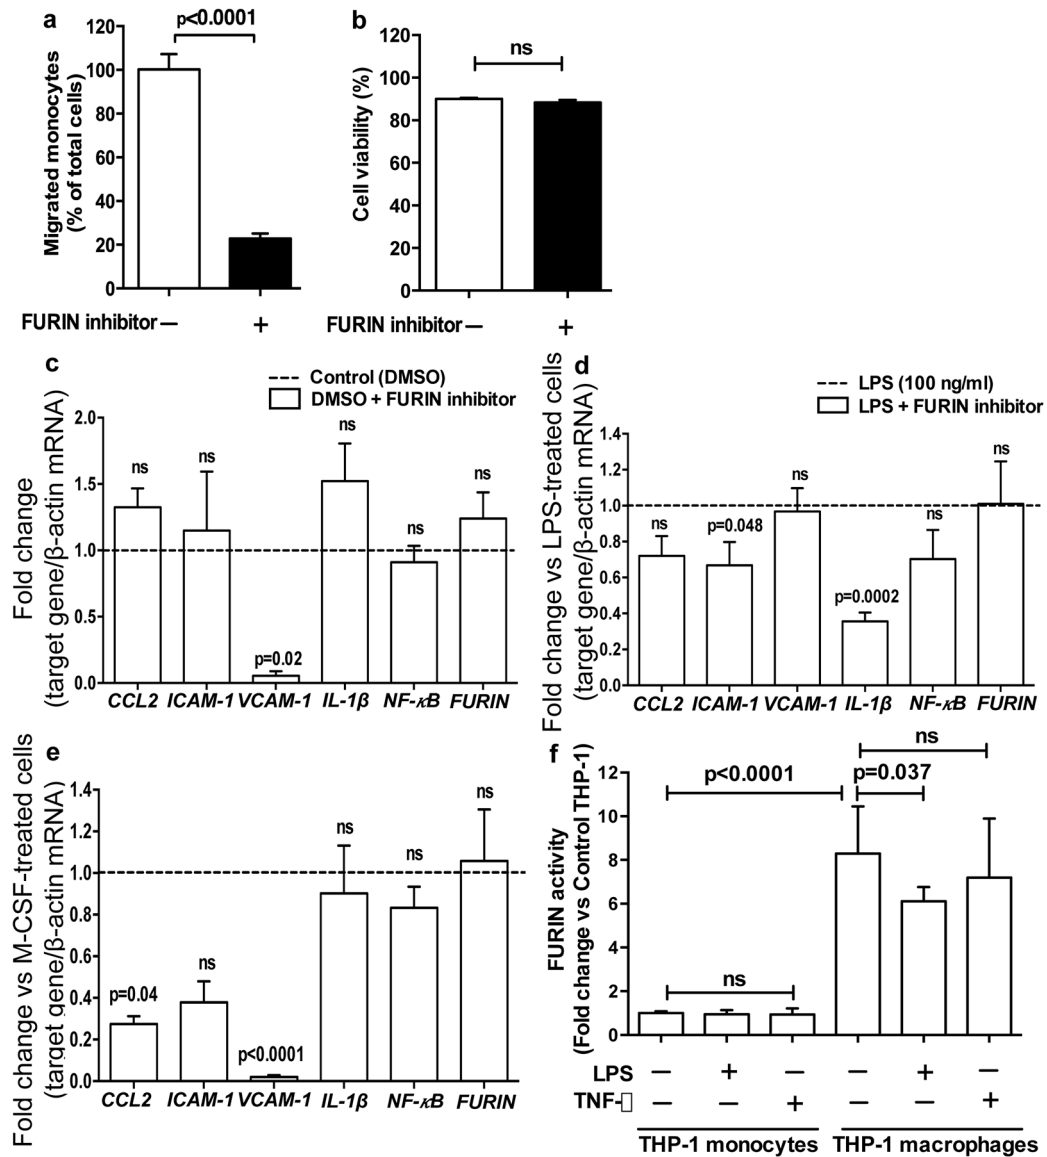 a
p<0.0001
120
100
80
60
40
20
0
Migrated monocytes
(% of total cells)
FURIN inhibitor — +
b
ns
120
100
80
60
40
20
0
Cell viability (%)
FURIN inhibitor — +
c
Control (DMSO)
DMSO + FURIN inhibitor
Fold change
(target gene/β-actin mRNA)
2.0
1.5
1.0
0.5
0.0
ns ns p=0.02 ns ns ns
CCL2 ICAM-1 VCAM-1 IL-1β NF-κB FURIN
d
LPS (100 ng/ml)
LPS + FURIN inhibitor
Fold change vs LPS-treated cells
(target gene/β-actin mRNA)
1.4
1.2
1.0
0.8
0.6
0.4
0.2
0.0
ns p=0.048 ns p=0.0002 ns ns
CCL2 ICAM-1 VCAM-1 IL-1β NF-κB FURIN
e
Fold change vs M-CSF-treated cells
(target gene/β-actin mRNA)
1.4
1.2
1.0
0.8
0.6
0.4
0.2
0.0
p=0.04 ns p<0.0001 ns ns ns
CCL2 ICAM-1 VCAM-1 IL-1β NF-κB FURIN
f
FURIN activity
(Fold change vs Control THP-1)
12
10
8
6
4
2
0
ns
p<0.0001 p=0.037
ns
LPS — + — — + —
TNF-▯ — — + — — +
THP-1 monocytes THP-1 macrophages